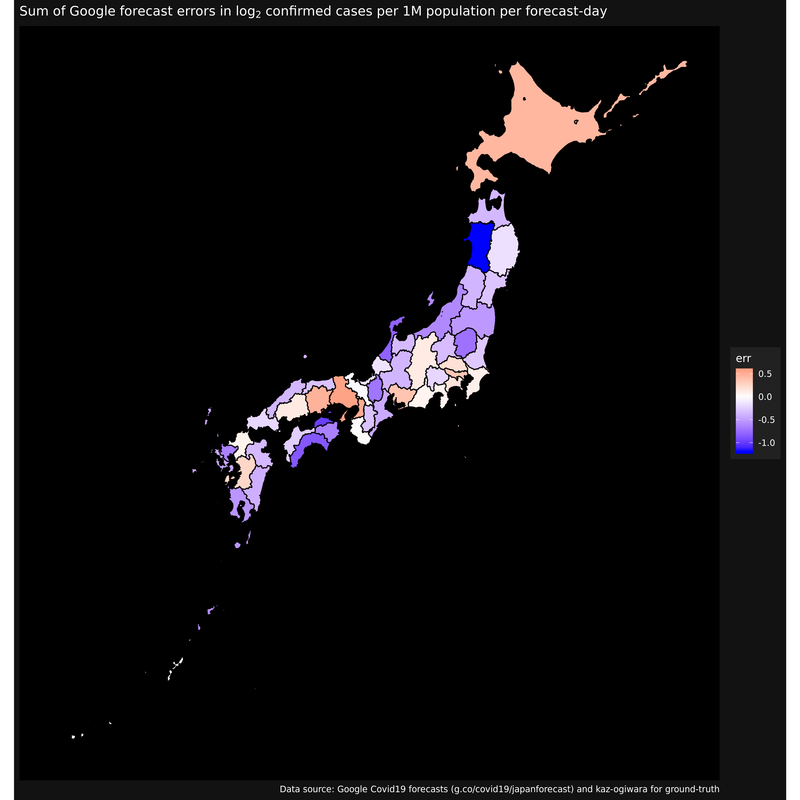 Sum of Google forecast errors in log₂ confirmed cases per 1M population per forecast-day
err
0.5
0.0
-0.5
-1.0
Data source: Google Covid19 forecasts (g.co/covid19/japanforecast) and kaz-ogiwara for ground-truth